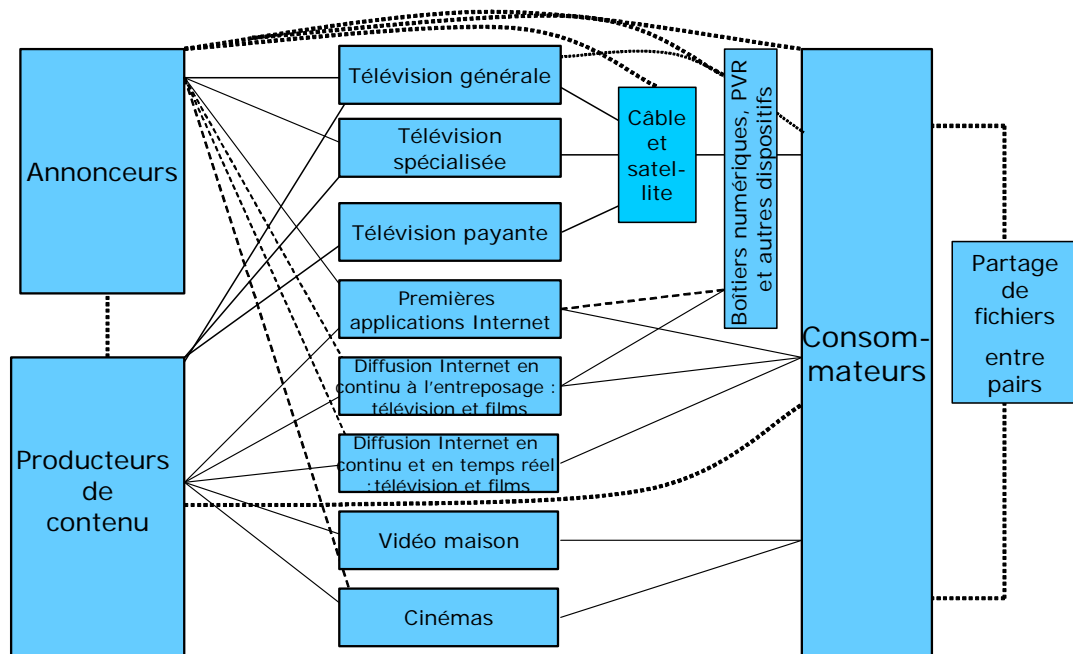 Annonceurs
Producteurs
de
contenu
Télévision générale
Télévision
spécialisée
Télévision payante
Premières
applications Internet
Diffusion Internet en
continu à l'entreposage :
télévision et films
Diffusion Internet en
continu et en temps réel
:télévision et films
Vidéo maison
Cinémas
Câble
et
satel-
lite
Boîtiers numériques, PVR
et autres dispositifs
Consom-
mateurs
Partage
de
fichiers
entre
pairs